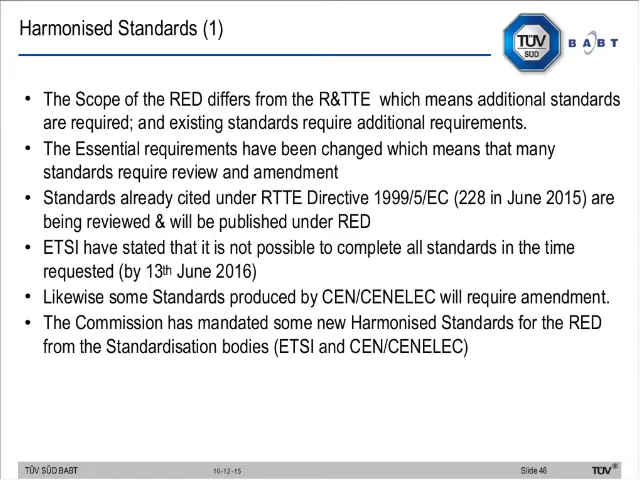 Harmonised Standards (1)
TÜV
SÜD
BABT
• The Scope of the RED differs from the R&TTE which means additional standards
are required; and existing standards require additional requirements.
• The Essential requirements have been changed which means that many
standards require review and amendment
• Standards already cited under RTTE Directive 1999/5/EC (228 in June 2015) are
being reviewed & will be published under RED
• ETSI have stated that it is not possible to complete all standards in the time
requested (by 13th June 2016)
• Likewise some Standards produced by CEN/CENELEC will require amendment.
• The Commission has mandated some new Harmonised Standards for the RED
from the Standardisation bodies (ETSI and CEN/CENELEC)
TÜV SÜD BABT 10-12-15 Slide 46 TÜV®